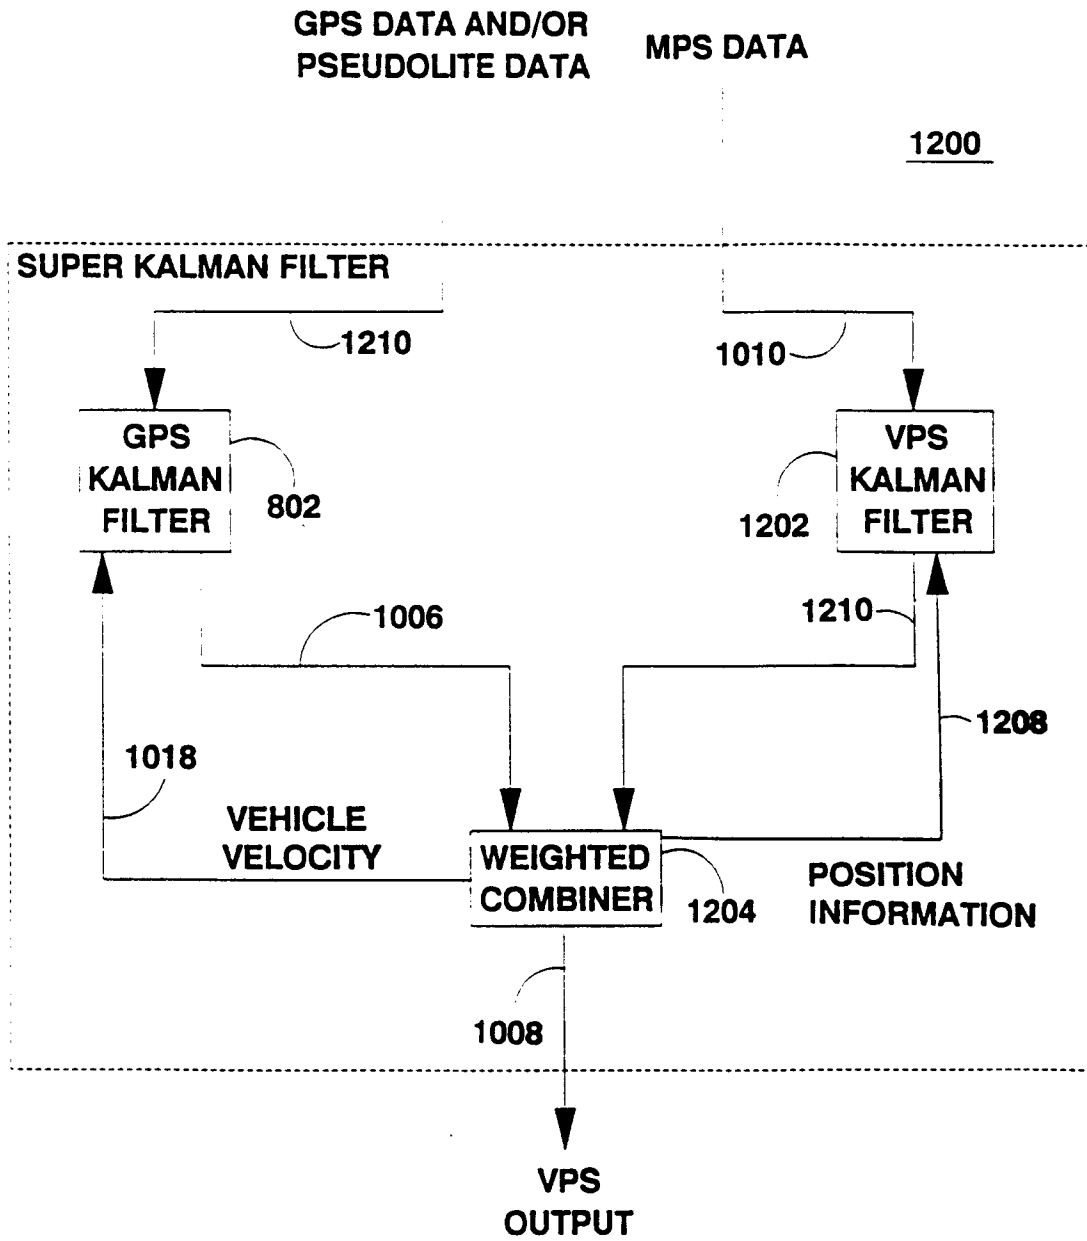 GPS DATA AND/OR
PSEUDOLITE DATA
MPS DATA
1200
SUPER KALMAN FILTER
1210
1010
GPS
KALMAN
FILTER
802
VPS
KALMAN
FILTER
1202
1006
1210
1208
1018
VEHICLE
VELOCITY
WEIGHTED
COMBINER
1204
POSITION
INFORMATION
1008
VPS
OUTPUT